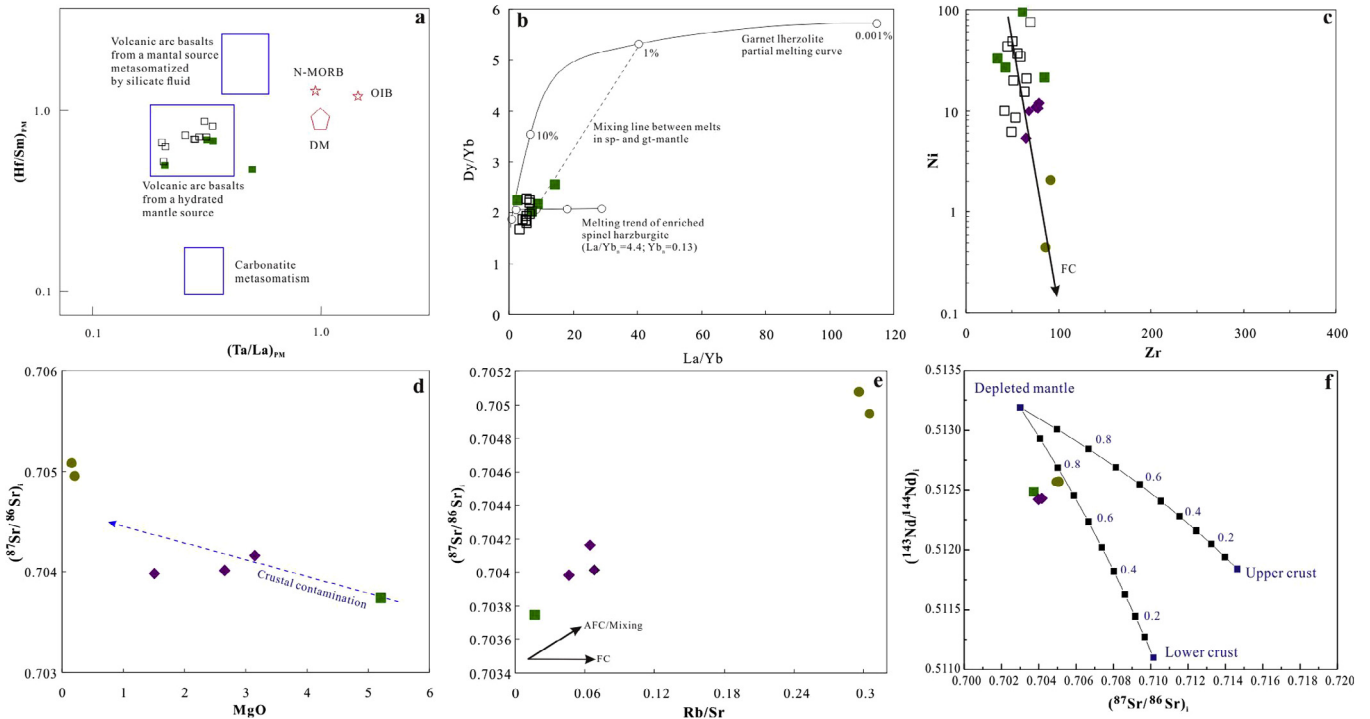 a
Volcanic arc basalts
from a mantal source
metasomatized
by silicate fluid
N-MORB
OIB
DM
Volcanic arc basalts
from a hydrated
mantle source
Carbonatite
metasomatism
1.0
0.1
(Hf/Sm)PM
0.1
1.0
(Ta/La)PM
b
Garnet lherzolite
partial melting curve
0.001%
1%
10%
Mixing line between melts
in sp- and gt-mantle
Melting trend of enriched
spinel harzburgite
(La/Ybn=4.4; Ybn=0.13)
6
5
4
3
2
1
0
Dy/Yb
0
20
40
60
80
100
120
La/Yb
c
100
10
1
0.1
Ni
FC
0
100
200
300
400
Zr
d
0.706
0.705
0.704
0.703
(87Sr/86Sr)i
Crustal contamination
0
1
2
3
4
5
6
MgO
e
0.7052
0.705
0.7048
0.7046
0.7044
0.7042
0.704
0.7038
0.7036
0.7034
(87Sr/86Sr)i
AFC/Mixing
FC
0
0.06
0.12
0.18
0.24
0.3
Rb/Sr
f
0.5135
0.5130
0.5125
0.5120
0.5115
0.5110
(143Nd/144Nd)i
Depleted mantle
0.8
0.6
0.4
0.2
Upper crust
0.8
0.6
0.4
0.2
Lower crust
0.700
0.702
0.704
0.706
0.708
0.710
0.712
0.714
0.716
0.718
0.720
(87Sr/86Sr)i